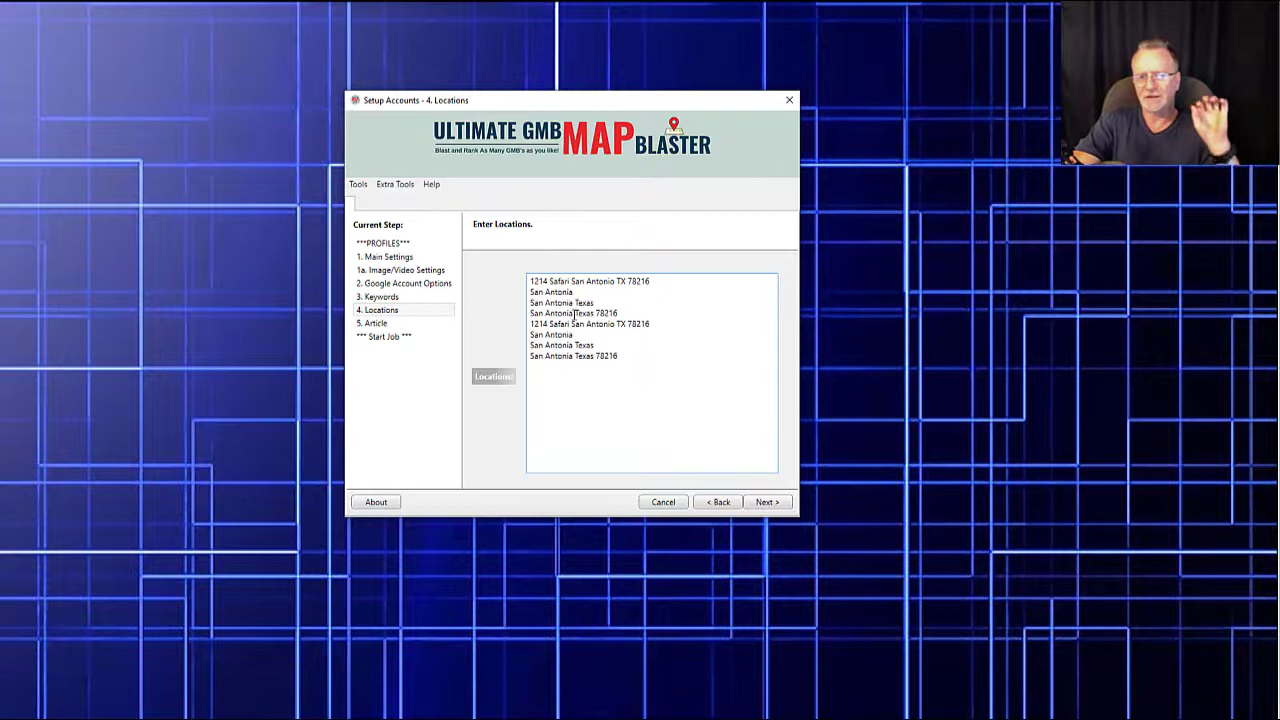 Setup Accounts - 4. Locations
ULTIMATE GMB MAP BLASTER
Blast and Rank As Many GMB's as you like!
Tools Extra Tools Help
Current Step:
***PROFILES***
1. Main Settings
1a. Image/Video Settings
2. Google Account Options
3. Keywords
4. Locations
5. Article
*** Start Job ***
Enter Locations.
Locations:
1214 Safari San Antonio TX 78216
San Antonia
San Antonia Texas
San Antonia Texas 78216
1214 Safari San Antonio TX 78216
San Antonia
San Antonia Texas
San Antonia Texas 78216
About
Cancel
< Back
Next >